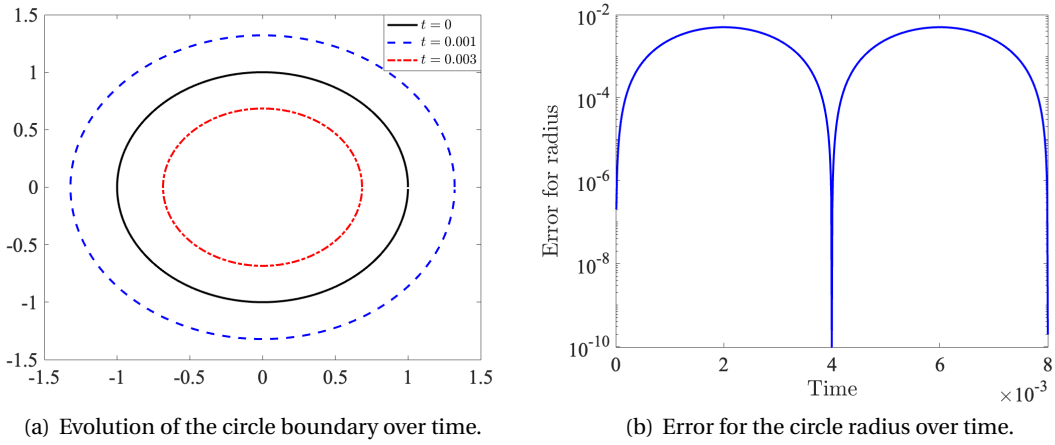 1.5
t = 0
t = 0.001
t = 0.003
1
0.5
0
-0.5
-1
-1.5
-1.5 -1 -0.5 0 0.5 1 1.5
(a) Evolution of the circle boundary over time.
10^-2
10^-4
10^-6
10^-8
10^-10
Error for radius
0 2 4 6 8
Time
×10^-3
(b) Error for the circle radius over time.